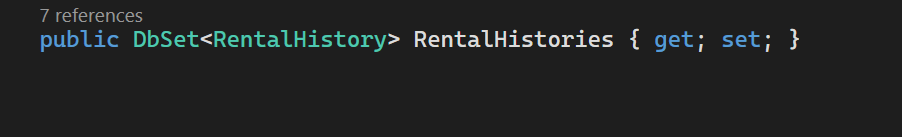 7 references
public DbSet<RentalHistory> RentalHistories { get; set; }